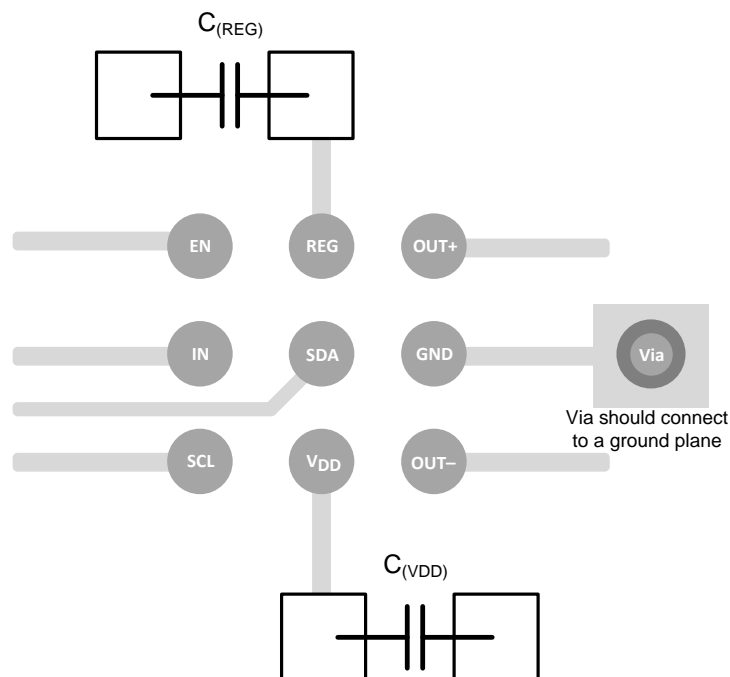 C(REG)
EN REG OUT+
IN SDA GND Via
Via should connect
to a ground plane
SCL VDD OUT–
C(VDD)